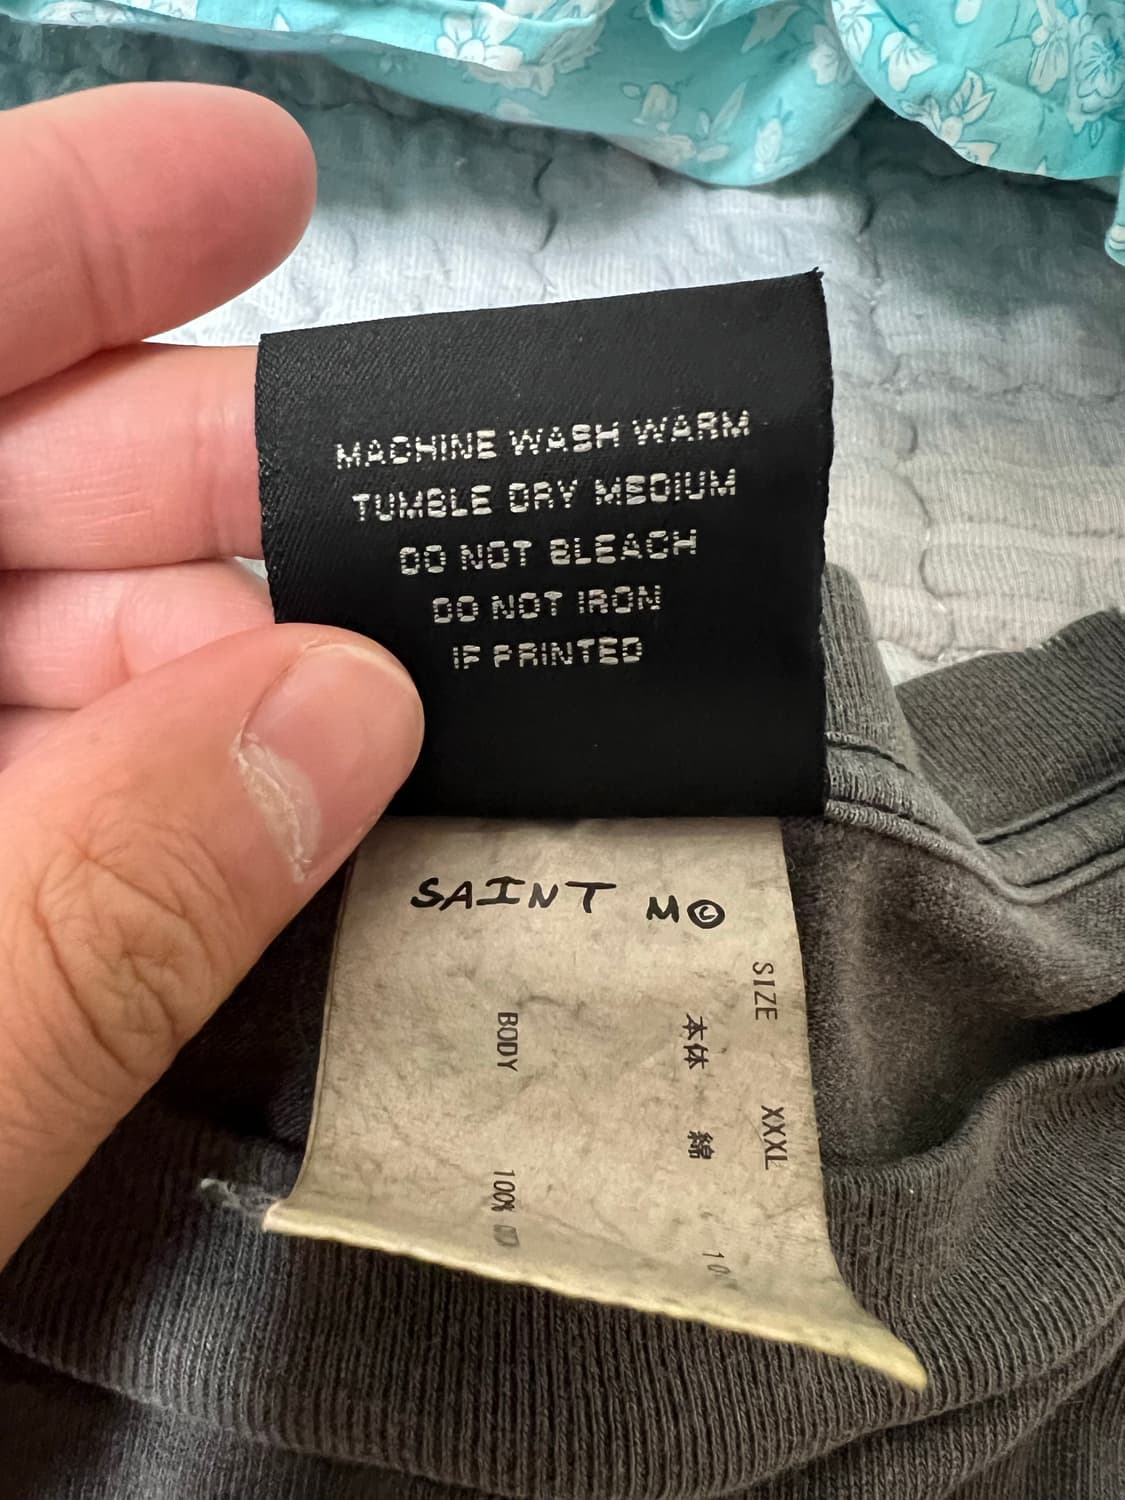 MACHINE WASH WARM
TUMBLE DRY MEDIUM
DO NOT BLEACH
DO NOT IRON
IF PRINTED
SAINT M©
SIZE XXXL
本体 綿
BODY 100%